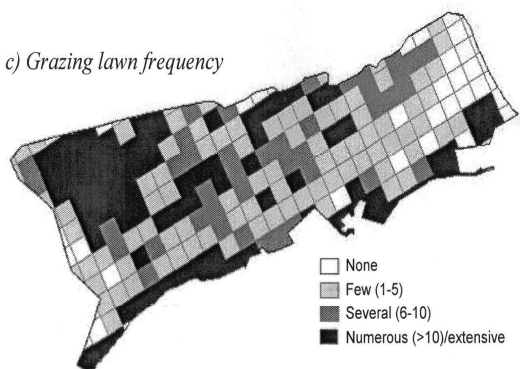 c) Grazing lawn frequency
None
Few (1-5)
Several (6-10)
Numerous (>10)/extensive